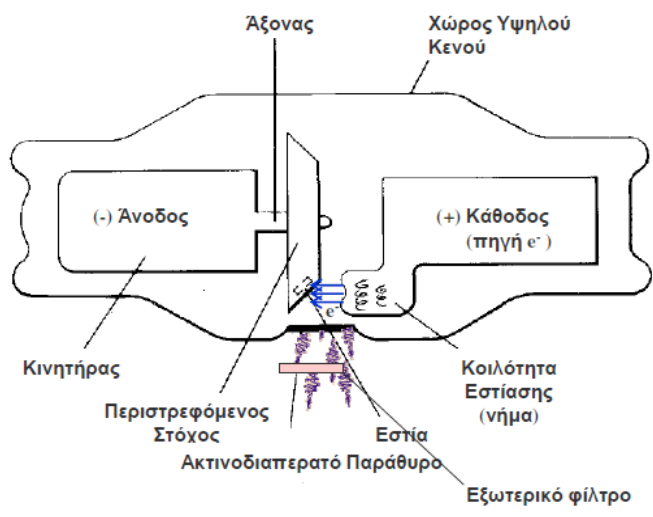 Άξονας
Χώρος Υψηλού
Κενού
(-) Άνοδος
(+) Κάθοδος
(πηγή e⁻)
e⁻
Κινητήρας
Περιστρεφόμενος
Στόχος
Εστία
Κοιλότητα
Εστίασης
(νήμα)
Ακτινοδιαπερατό Παράθυρο
Εξωτερικό φίλτρο